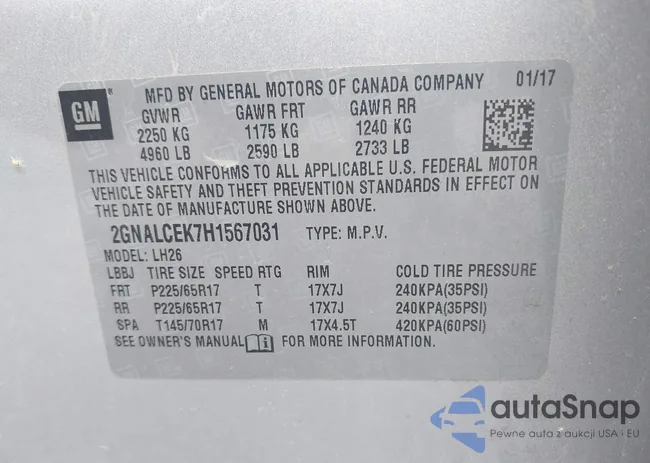 GM
MFD BY GENERAL MOTORS OF CANADA COMPANY 01/17
GVWR GAWR FRT GAWR RR
2250 KG 1175 KG 1240 KG
4960 LB 2590 LB 2733 LB
THIS VEHICLE CONFORMS TO ALL APPLICABLE U.S. FEDERAL MOTOR
VEHICLE SAFETY AND THEFT PREVENTION STANDARDS IN EFFECT ON
THE DATE OF MANUFACTURE SHOWN ABOVE.
2GNALCEK7H1567031 TYPE: M.P.V.
MODEL: LH26
LBBJ TIRE SIZE SPEED RTG RIM COLD TIRE PRESSURE
FRT P225/65R17 T 17X7J 240KPA(35PSI)
RR P225/65R17 T 17X7J 240KPA(35PSI)
SPA T145/70R17 M 17X4.5T 420KPA(60PSI)
SEE OWNER'S MANUAL FOR MORE INFORMATION.
autaSnap
Pewne auta z aukcji USA i EU